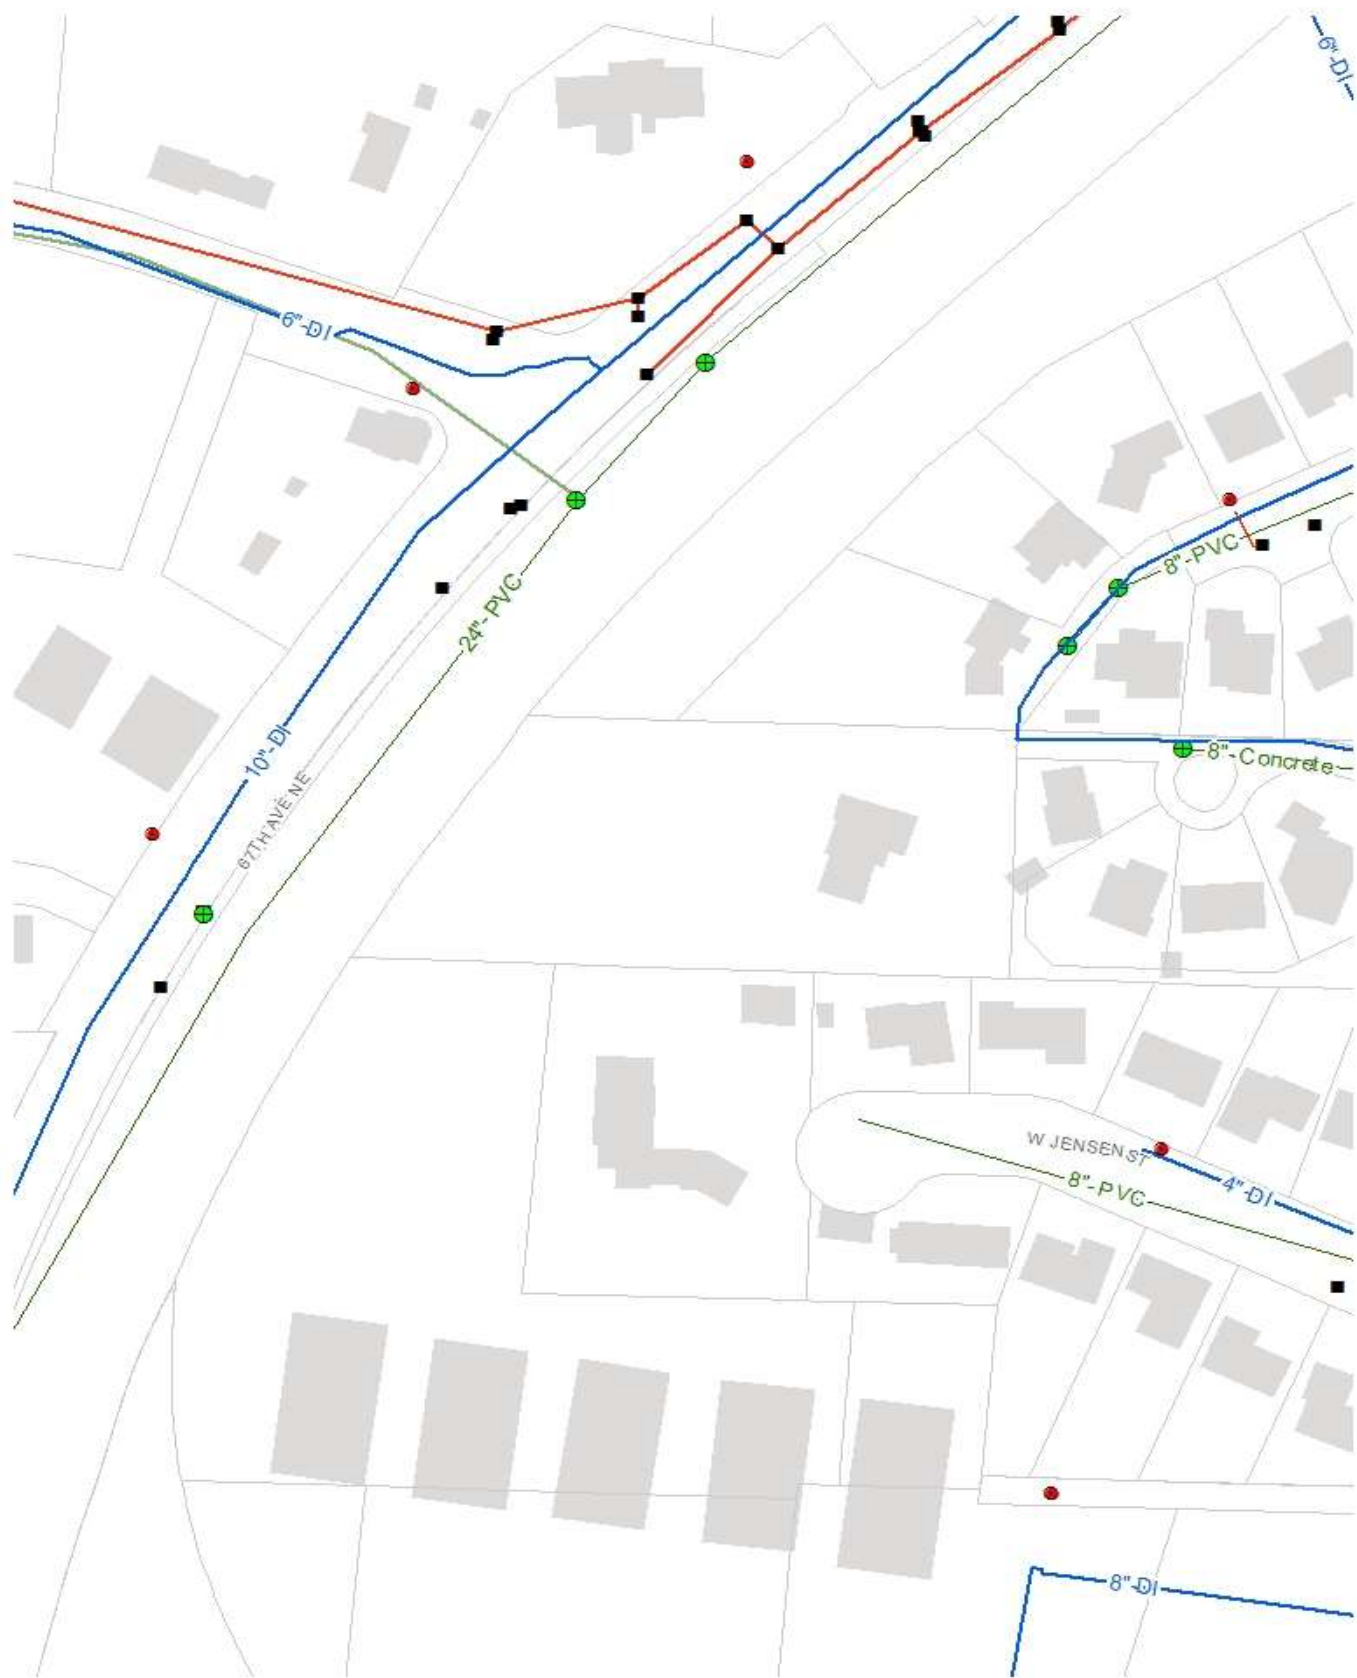 6"-DI
6"-DI
8"-PVC
24"-PVC
10"-DI
8"-Concrete
67TH AVE NE
W JENSEN ST
8"-PVC
4"-DI
8"-DI